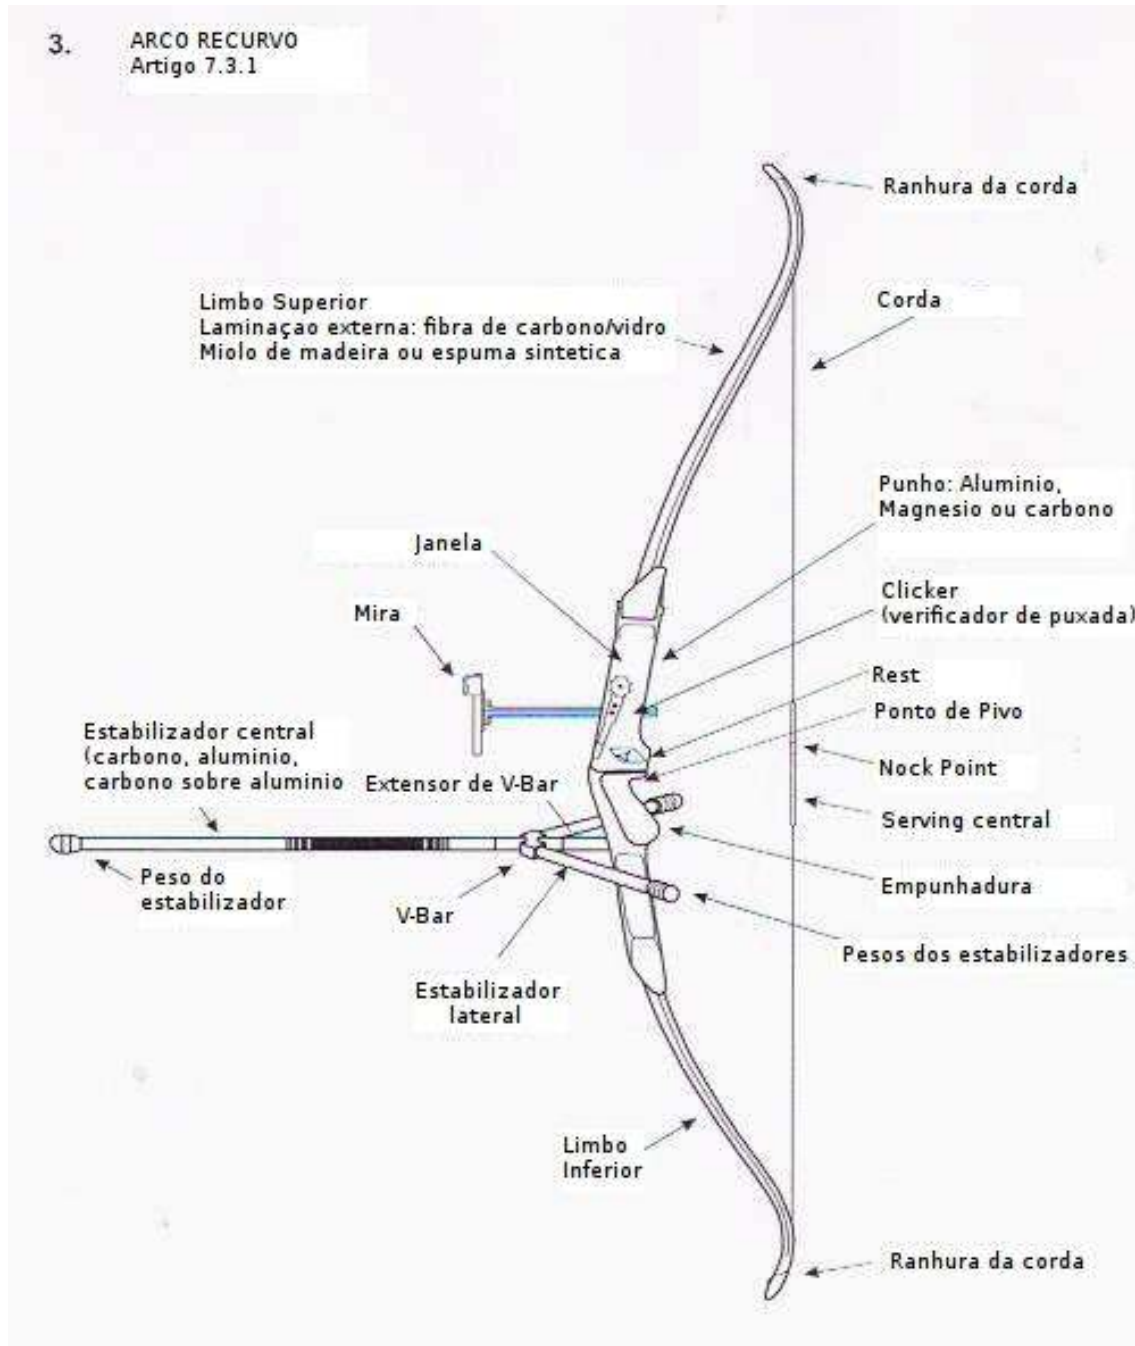 3.
ARCO RECURVO
Artigo 7.3.1
Ranhura da corda
Limbo Superior
Laminaçao externa: fibra de carbono/vidro
Miolo de madeira ou espuma sintetica
Corda
Punho: Aluminio,
Magnesio ou carbono
Janela
Clicker
(verificador de puxada)
Mira
Rest
Ponto de Pivo
Estabilizador central
(carbono, aluminio,
carbono sobre aluminio
Extensor de V-Bar
Nock Point
Serving central
Peso do
estabilizador
V-Bar
Empunhadura
Pesos dos estabilizadores
Estabilizador
lateral
Limbo
Inferior
Ranhura da corda